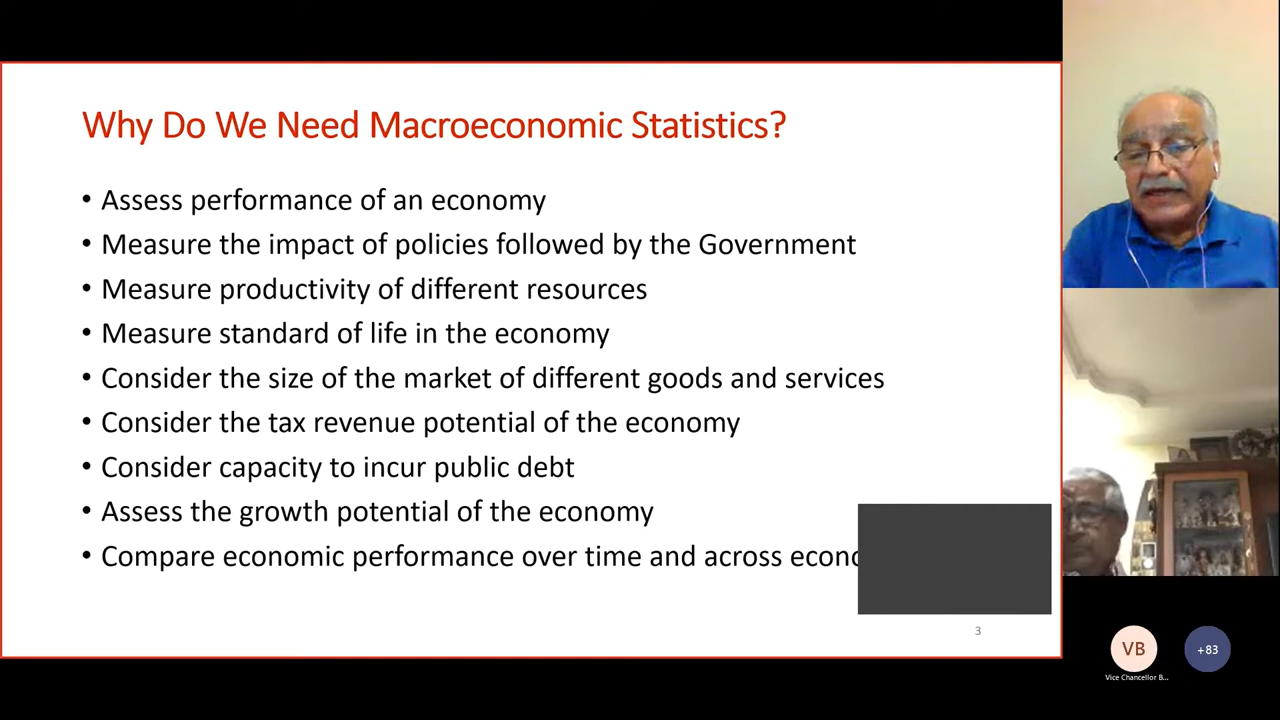 Why Do We Need Macroeconomic Statistics?
• Assess performance of an economy
• Measure the impact of policies followed by the Government
• Measure productivity of different resources
• Measure standard of life in the economy
• Consider the size of the market of different goods and services
• Consider the tax revenue potential of the economy
• Consider capacity to incur public debt
• Assess the growth potential of the economy
• Compare economic performance over time and across econo
3
VB
+83
Vice Chancellor B...